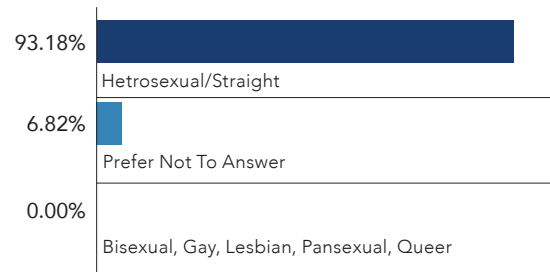 93.18%
Hetrosexual/Straight
6.82%
Prefer Not To Answer
0.00%
Bisexual, Gay, Lesbian, Pansexual, Queer